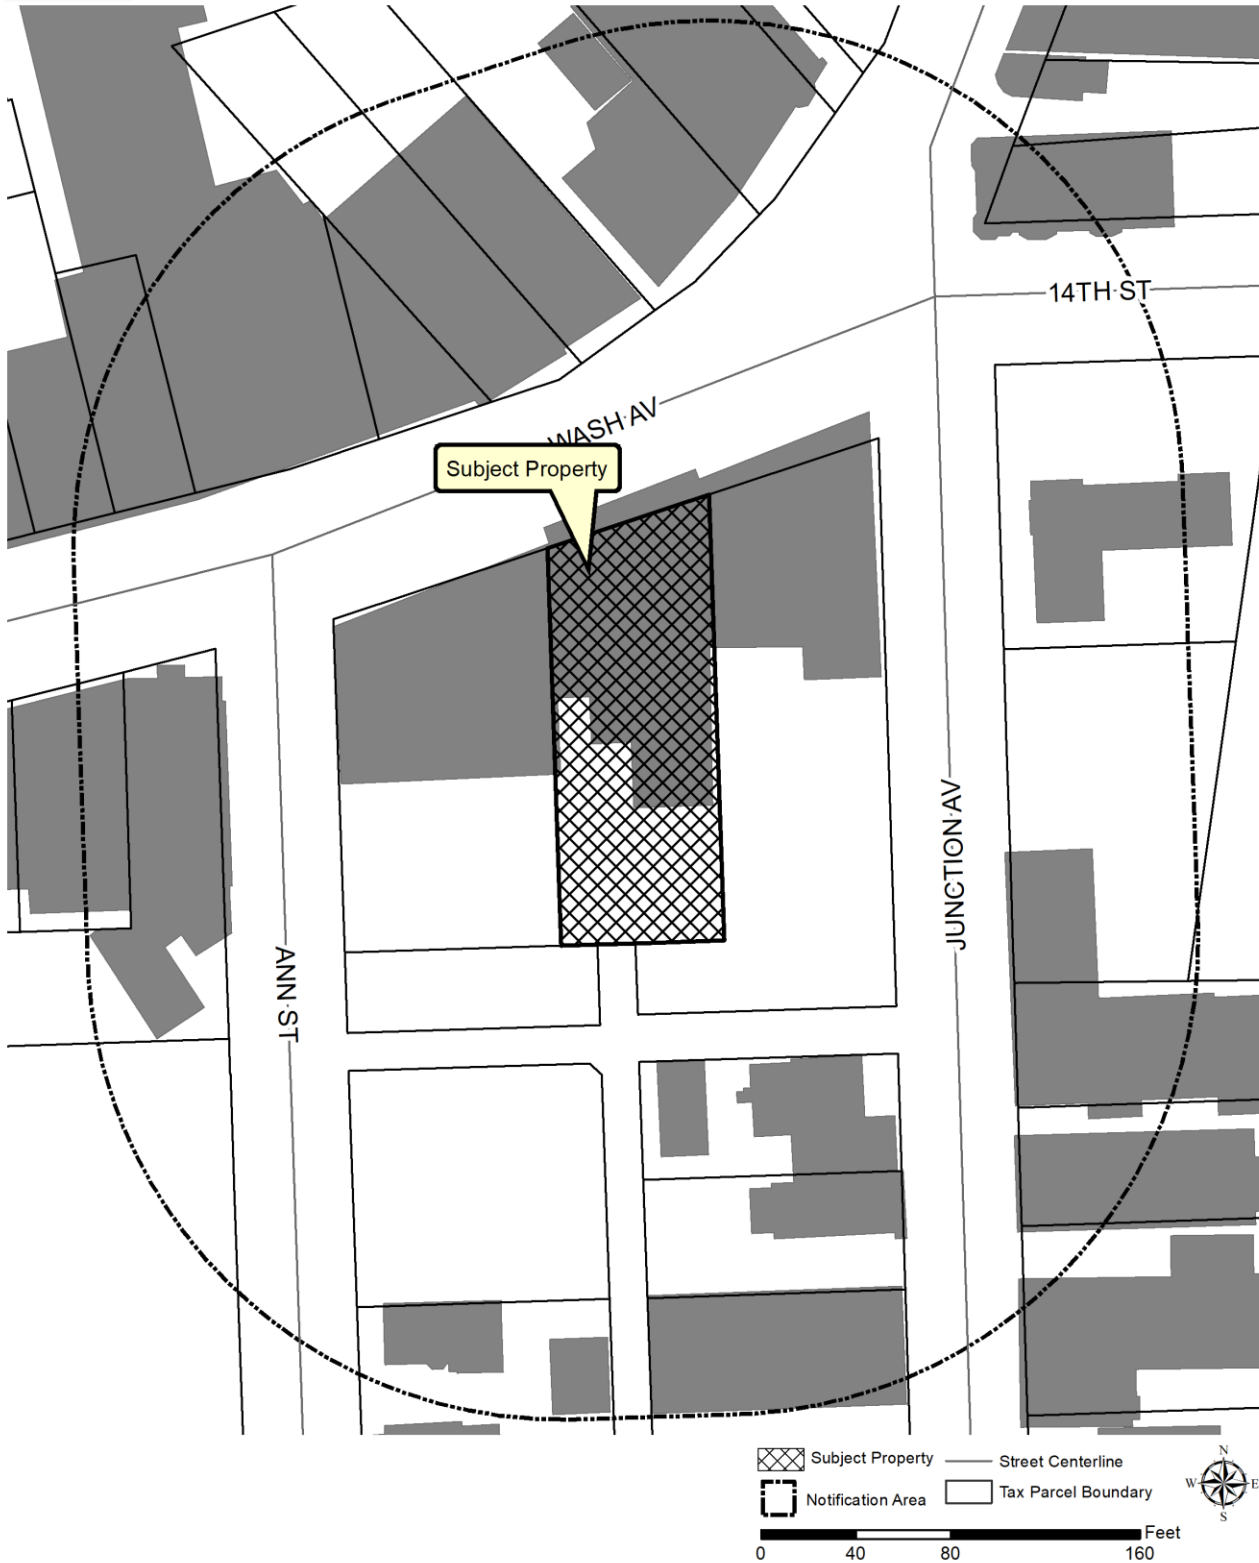 14TH ST
WASH AV
Subject Property
JUNCTION AV
ANN ST
Subject Property
Street Centerline
Notification Area
Tax Parcel Boundary
N
W
E
S
Feet
0
40
80
160